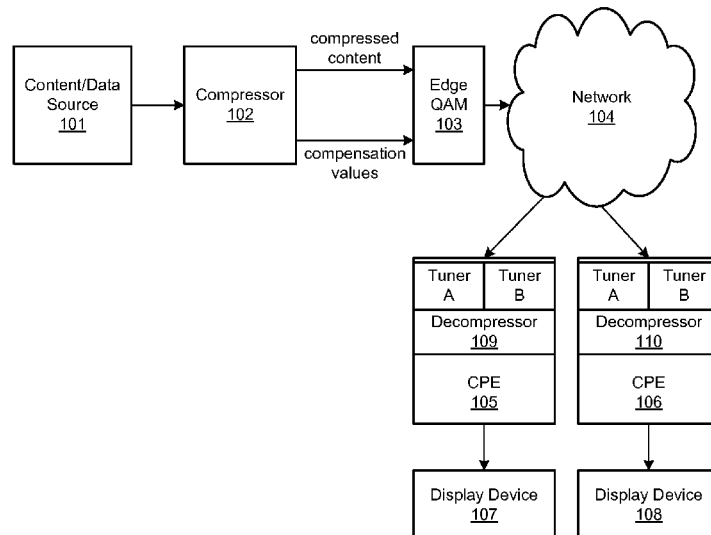 Content/Data
Source
101
Compressor
102
compressed
content
compensation
values
Edge
QAM
103
Network
104
Tuner
A
Tuner
B
Decompressor
109
CPE
105
Display Device
107
Tuner
A
Tuner
B
Decompressor
110
CPE
106
Display Device
108